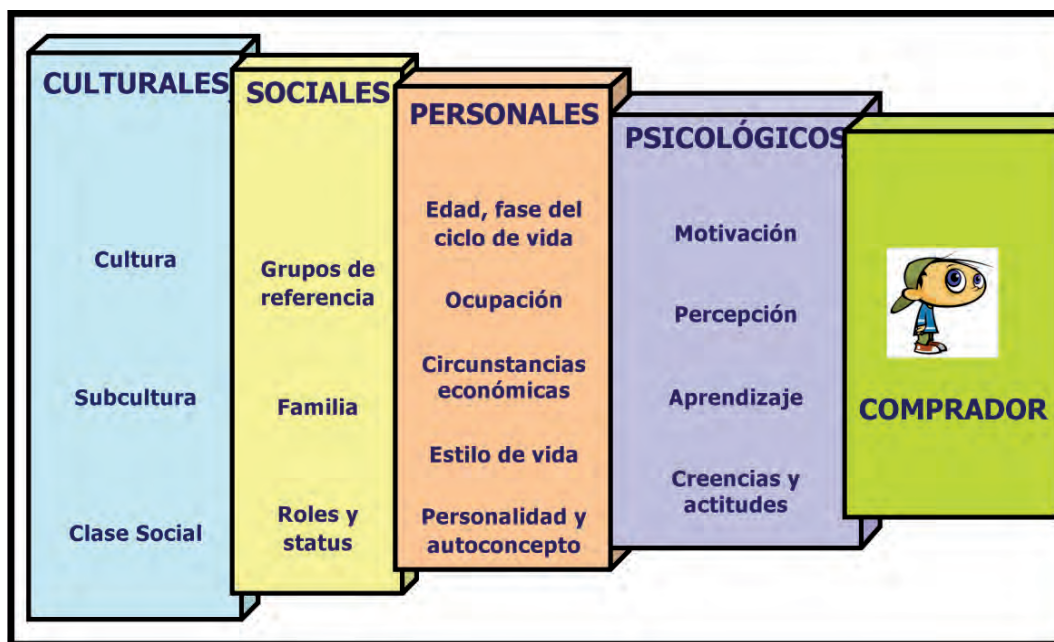 CULTURALES
Cultura
Subcultura
Clase Social
SOCIALES
Grupos de
referencia
Familia
Roles y
status
PERSONALES
Edad, fase del
ciclo de vida
Ocupación
Circunstancias
económicas
Estilo de vida
Personalidad y
autoconcepto
PSICOLÓGICOS
Motivación
Percepción
Aprendizaje
Creencias y
actitudes
COMPRADOR